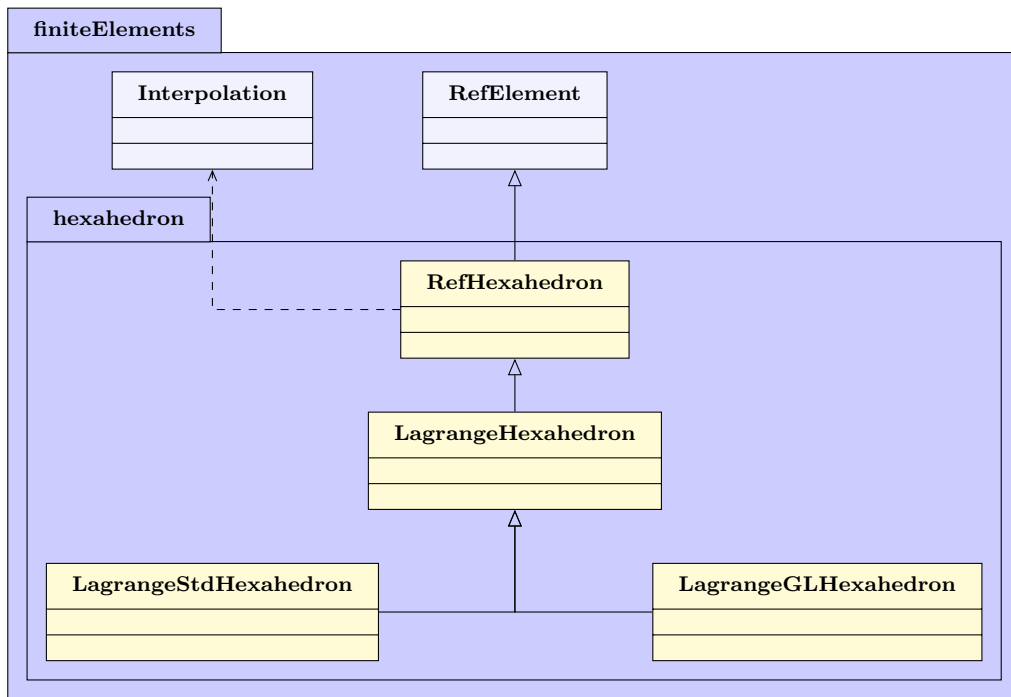 finiteElements
Interpolation
RefElement
hexahedron
RefHexahedron
LagrangeHexahedron
LagrangeStdHexahedron
LagrangeGLHexahedron